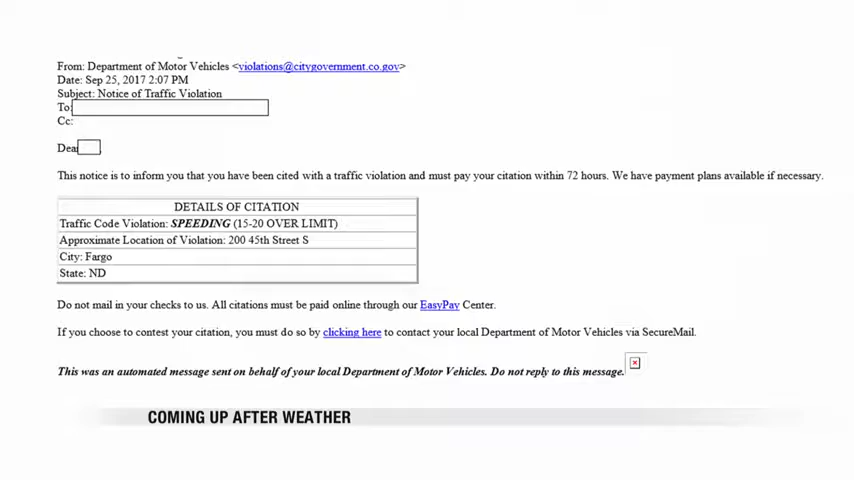 From: Department of Motor Vehicles <violations@citygovernment.co.gov>
Date: Sep 25, 2017 2:07 PM
Subject: Notice of Traffic Violation
To:
Cc:
Dear ,
This notice is to inform you that you have been cited with a traffic violation and must pay your citation within 72 hours. We have payment plans available if necessary.
DETAILS OF CITATION
Traffic Code Violation: SPEEDING (15-20 OVER LIMIT)
Approximate Location of Violation: 200 45th Street S
City: Fargo
State: ND
Do not mail in your checks to us. All citations must be paid online through our EasyPay Center.
If you choose to contest your citation, you must do so by clicking here to contact your local Department of Motor Vehicles via SecureMail.
This was an automated message sent on behalf of your local Department of Motor Vehicles. Do not reply to this message.
COMING UP AFTER WEATHER